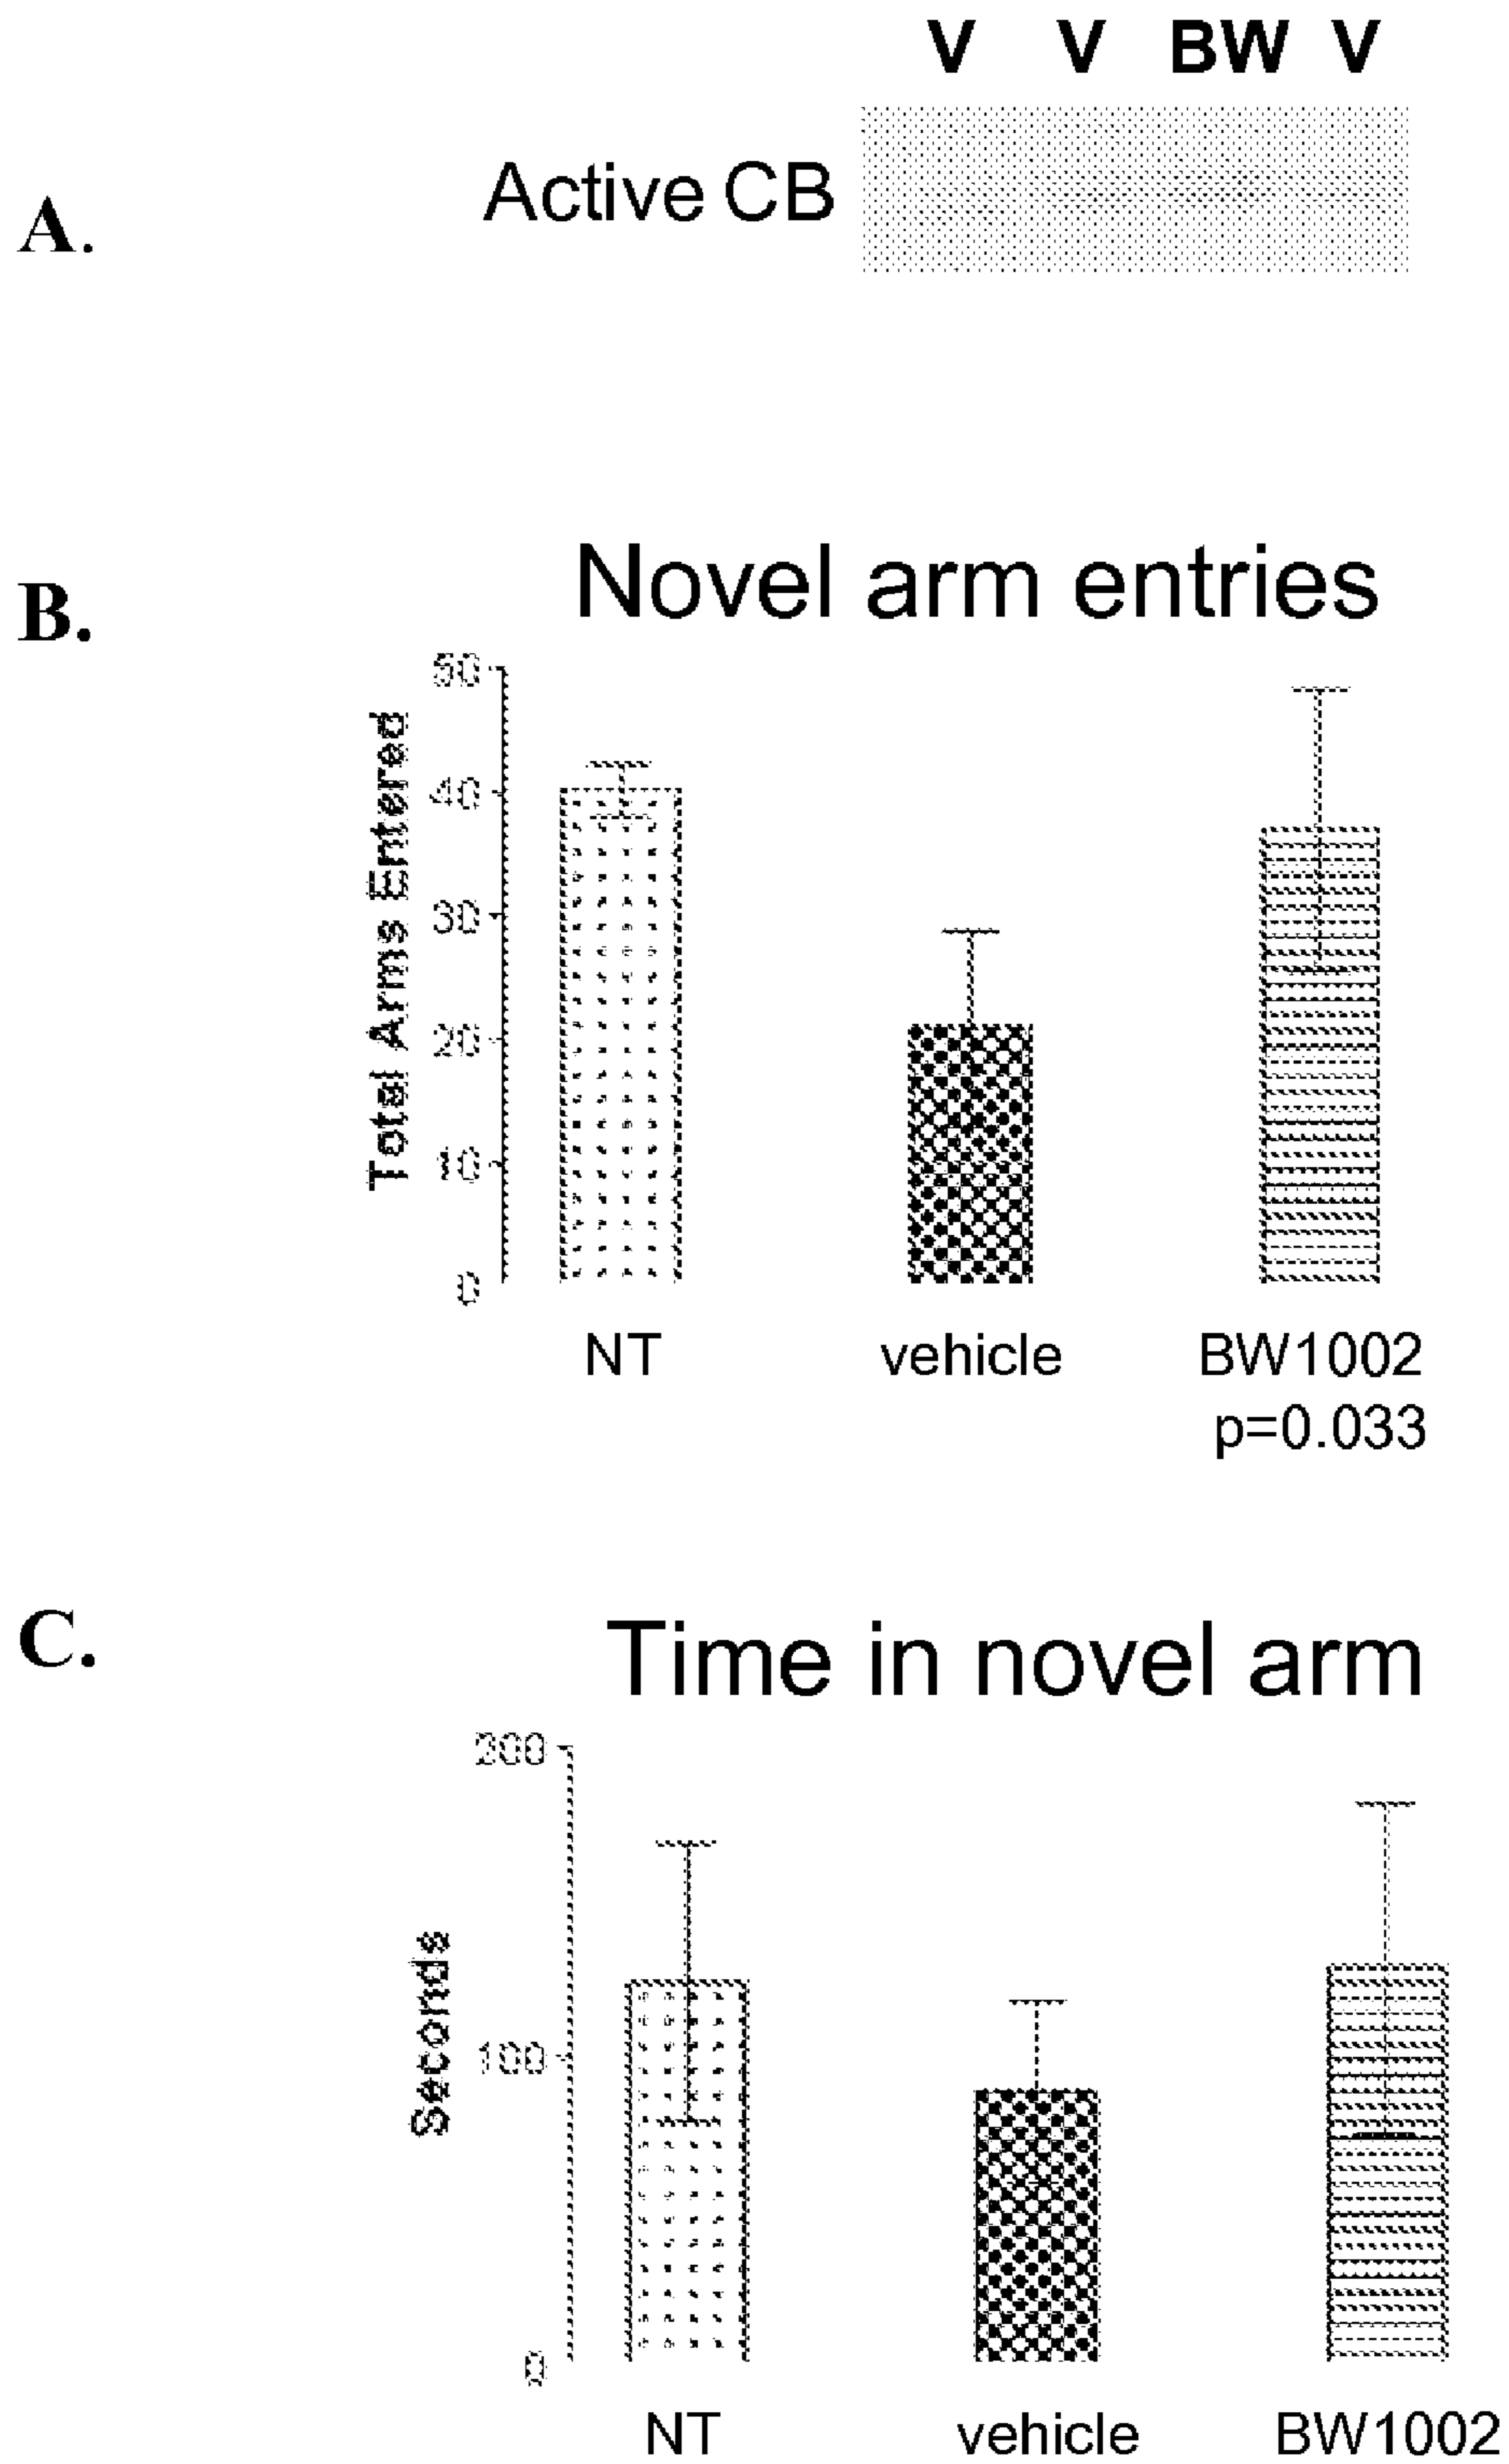 V V BW V
Active CB
A.
B.
Novel arm entries
Total Arms Entered
50
40
30
20
10
0
NT vehicle BW1002
p=0.033
C.
Time in novel arm
Seconds
200
100
0
NT vehicle BW1002